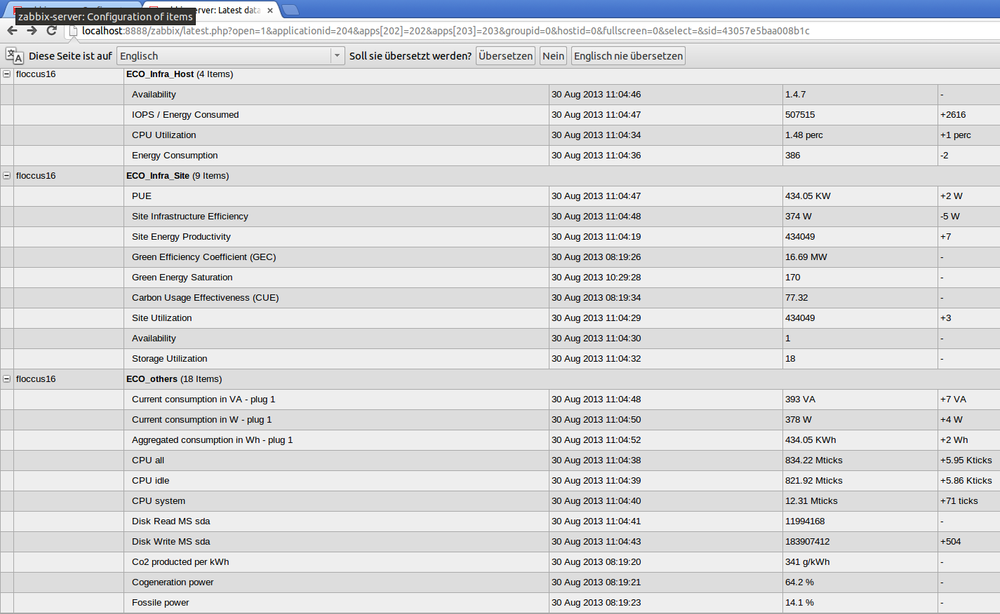 server: Latest data
zabbix-server: Configuration of items
localhost:8888/zabbix/latest.php?open=1&applicationid=204&apps[202]=202&apps[203]=203&groupid=0&hostid=0&fullscreen=0&select=&sid=43057e5baa008b1c
Diese Seite ist auf Englisch Soll sie übersetzt werden? Übersetzen Nein Englisch nie übersetzen
floccus16 ECO_Infra_Host (4 Items)
Availability 30 Aug 2013 11:04:46 1.4.7 -
IOPS / Energy Consumed 30 Aug 2013 11:04:47 507515 +2616
CPU Utilization 30 Aug 2013 11:04:34 1.48 perc +1 perc
Energy Consumption 30 Aug 2013 11:04:36 386 -2
floccus16 ECO_Infra_Site (9 Items)
PUE 30 Aug 2013 11:04:47 434.05 KW +2 W
Site Infrastructure Efficiency 30 Aug 2013 11:04:48 374 W -5 W
Site Energy Productivity 30 Aug 2013 11:04:19 434049 +7
Green Efficiency Coefficient (GEC) 30 Aug 2013 08:19:26 16.69 MW -
Green Energy Saturation 30 Aug 2013 10:29:28 170 -
Carbon Usage Effectiveness (CUE) 30 Aug 2013 08:19:34 77.32 -
Site Utilization 30 Aug 2013 11:04:29 434049 +3
Availability 30 Aug 2013 11:04:30 1 -
Storage Utilization 30 Aug 2013 11:04:32 18 -
floccus16 ECO_others (18 Items)
Current consumption in VA - plug 1 30 Aug 2013 11:04:48 393 VA +7 VA
Current consumption in W - plug 1 30 Aug 2013 11:04:50 378 W +4 W
Aggregated consumption in Wh - plug 1 30 Aug 2013 11:04:52 434.05 KWh +2 Wh
CPU all 30 Aug 2013 11:04:38 834.22 Mticks +5.95 Kticks
CPU idle 30 Aug 2013 11:04:39 821.92 Mticks +5.86 Kticks
CPU system 30 Aug 2013 11:04:40 12.31 Mticks +71 ticks
Disk Read MS sda 30 Aug 2013 11:04:41 11994168 -
Disk Write MS sda 30 Aug 2013 11:04:43 183907412 +504
Co2 producted per kWh 30 Aug 2013 08:19:20 341 g/kWh -
Cogeneration power 30 Aug 2013 08:19:21 64.2 % -
Fossile power 30 Aug 2013 08:19:23 14.1 % -